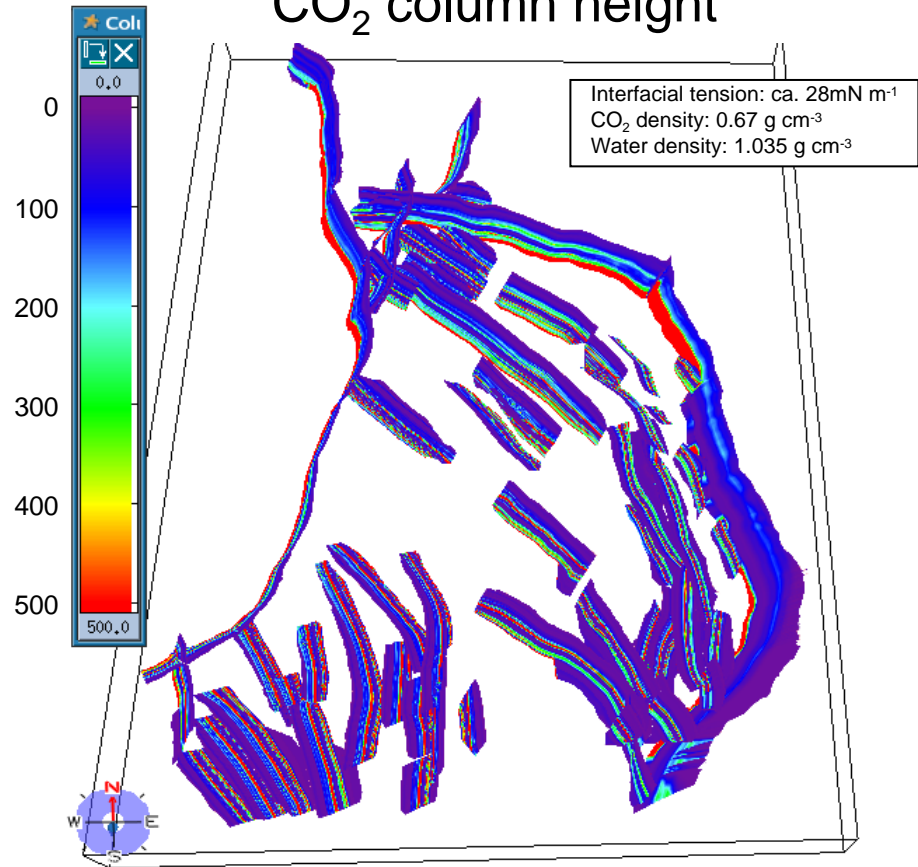 CO₂ column height
Colı
0.0
0
100
200
300
400
500
500.0
Interfacial tension: ca. 28mN m⁻¹
CO₂ density: 0.67 g cm⁻³
Water density: 1.035 g cm⁻³
N
W E
S